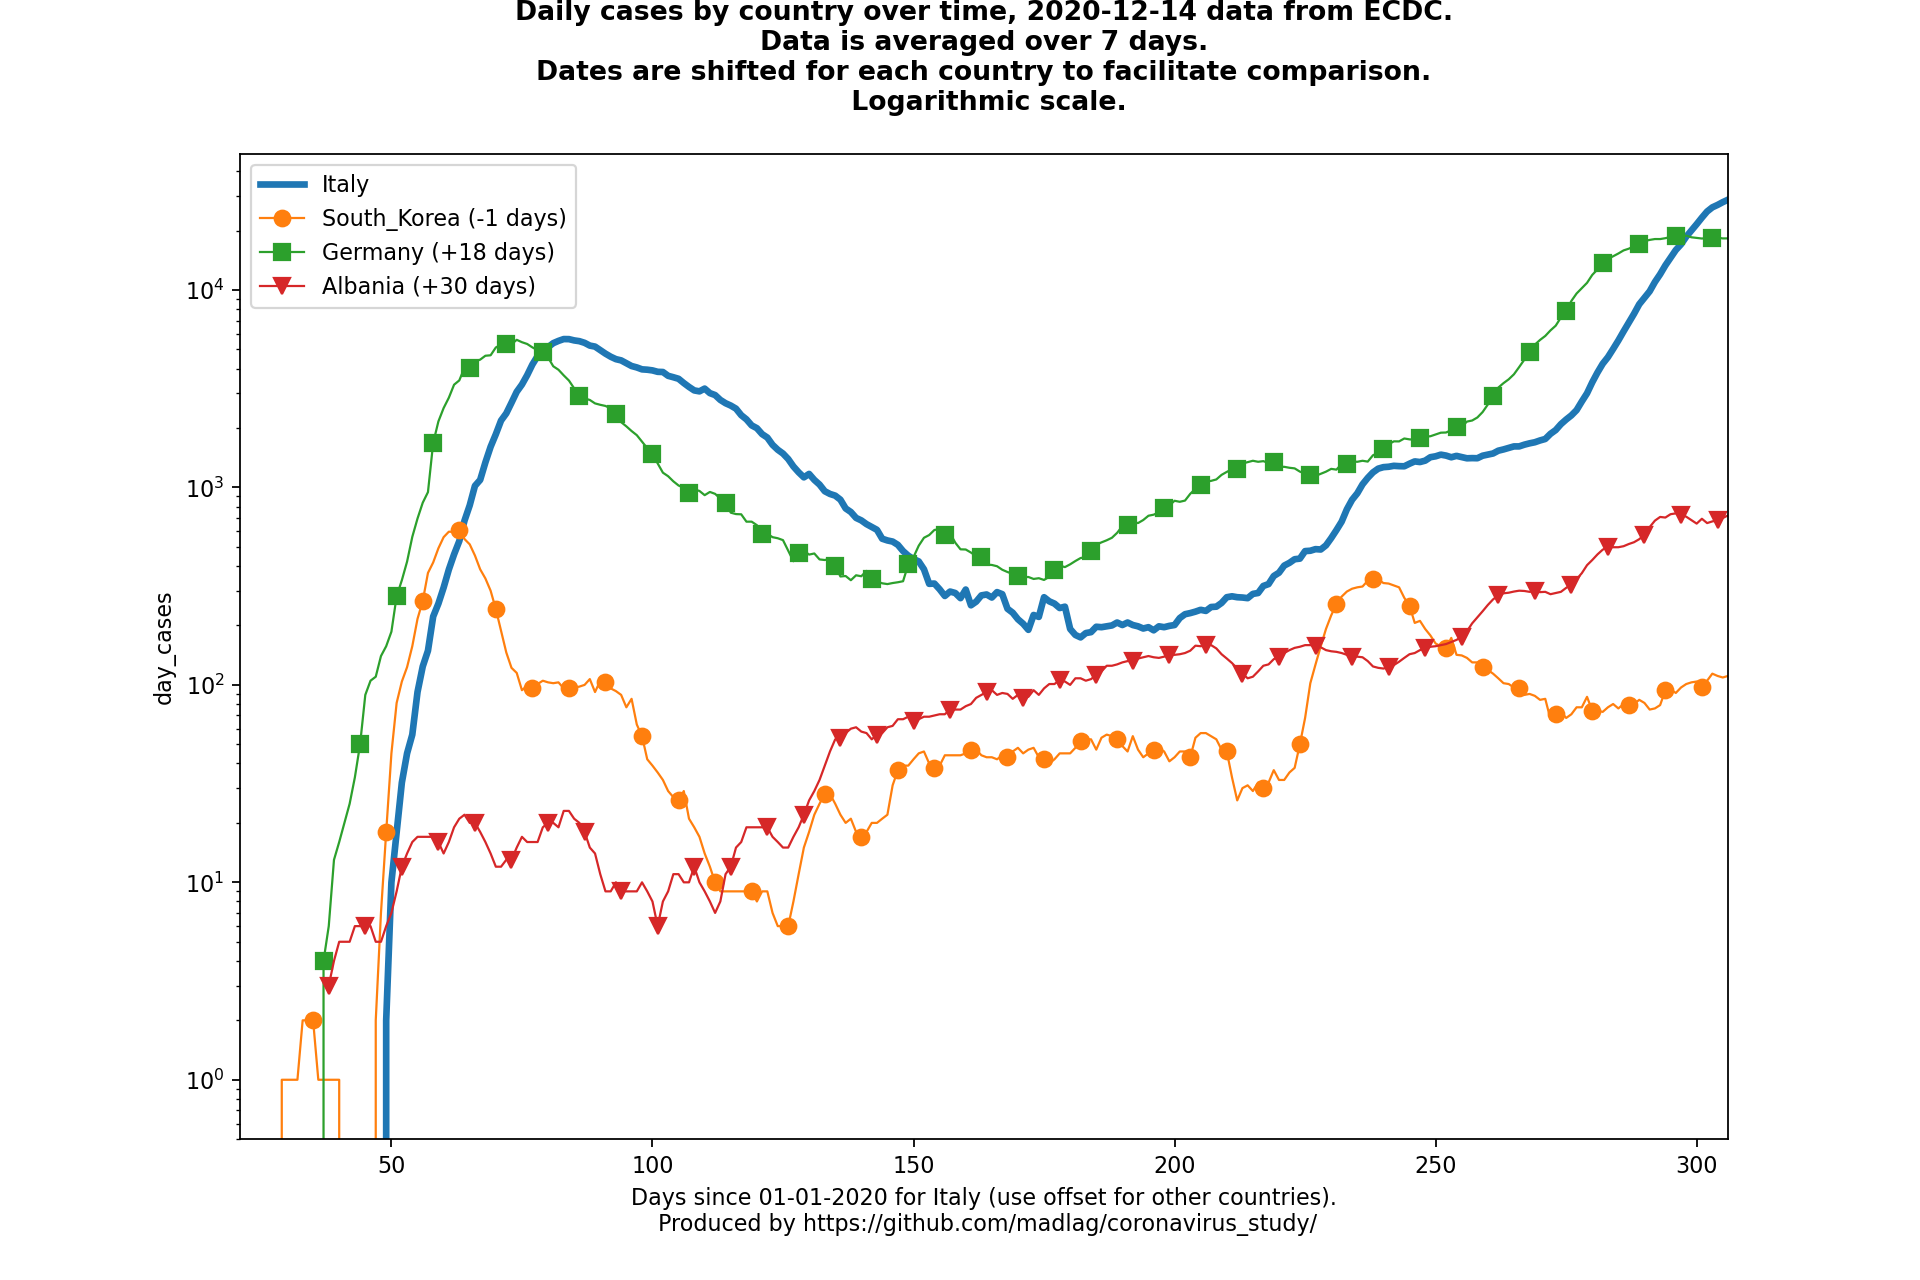 Daily cases by country over time, 2020-12-14 data from ECDC.
Data is averaged over 7 days.
Dates are shifted for each country to facilitate comparison.
Logarithmic scale.
Italy
South_Korea (-1 days)
Germany (+18 days)
Albania (+30 days)
10⁴
10³
10²
10¹
10⁰
day_cases
50 100 150 200 250 300
Days since 01-01-2020 for Italy (use offset for other countries).
Produced by https://github.com/madlag/coronavirus_study/